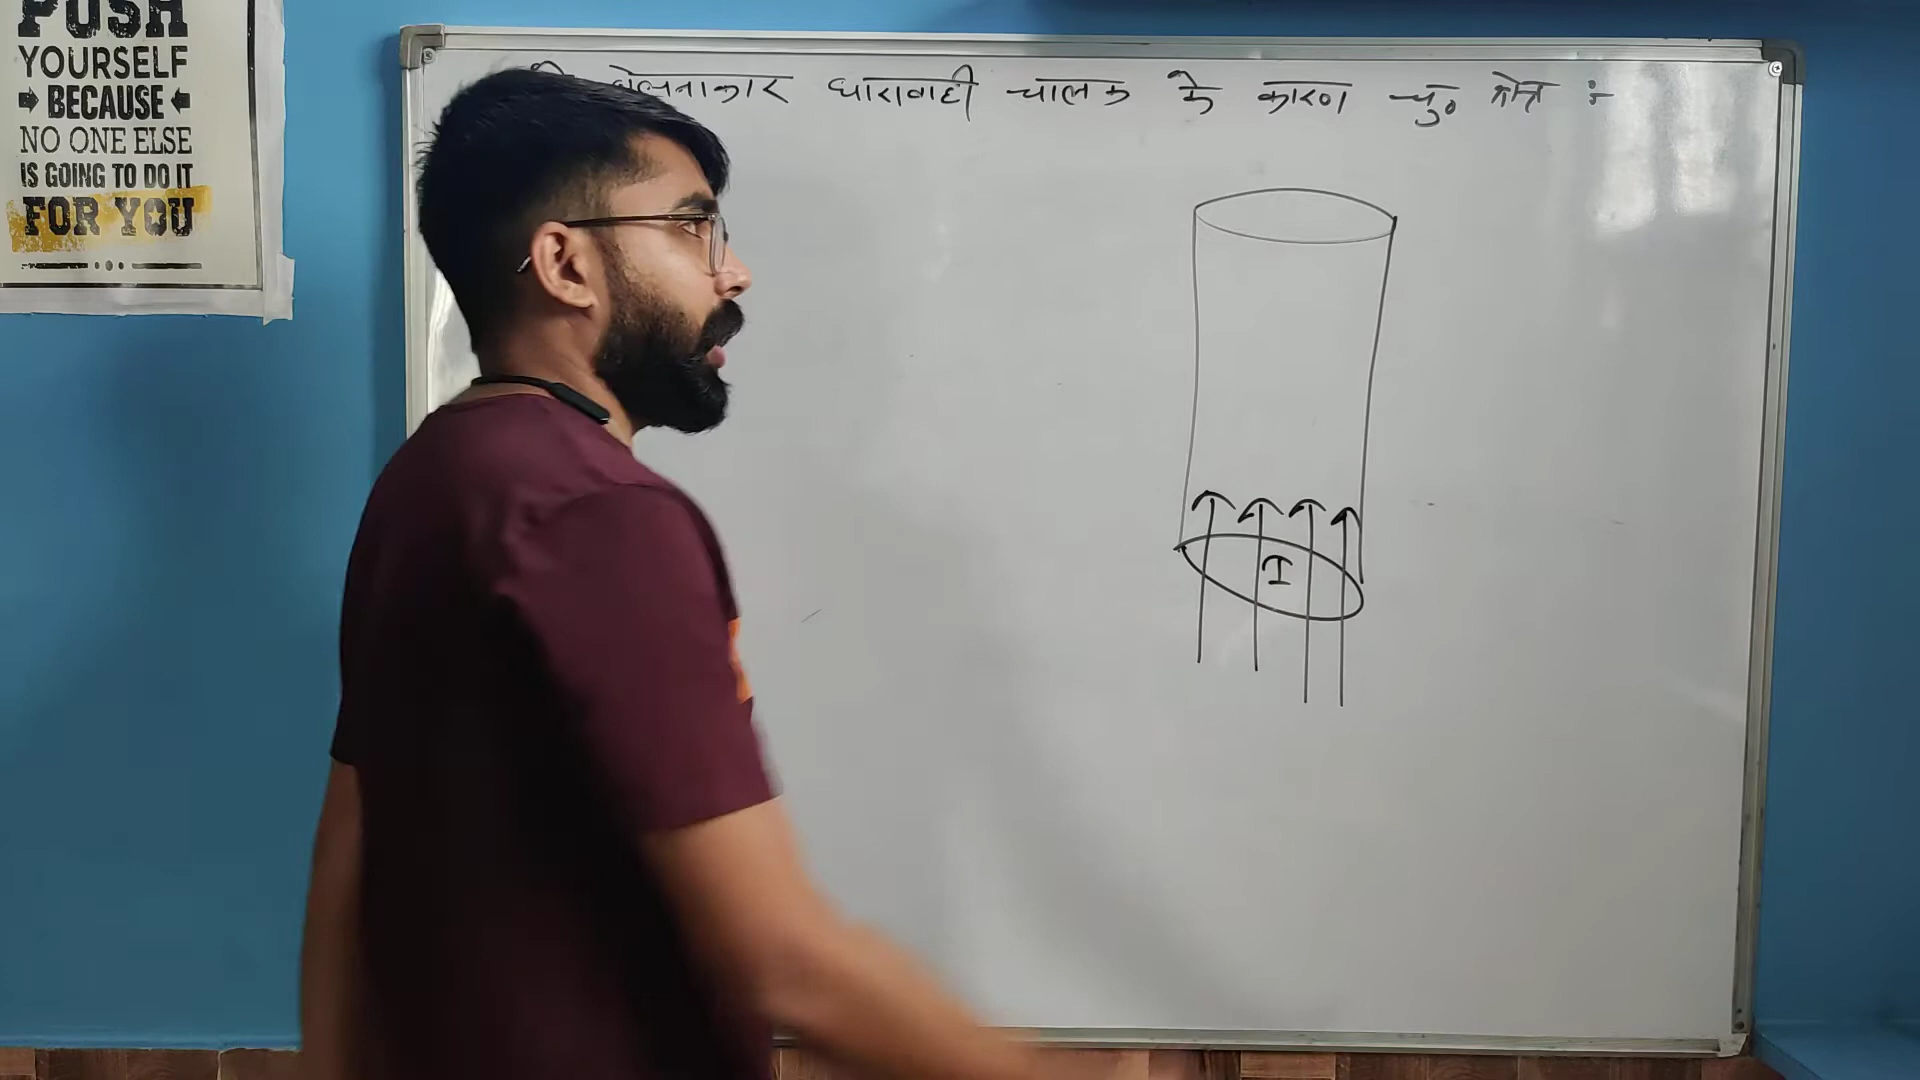 PUSH
YOURSELF
BECAUSE
NO ONE ELSE
IS GOING TO DO IT
FOR YOU
बेलनाकार धारावाही चालक के कारण चु० क्षेत्र :-
I